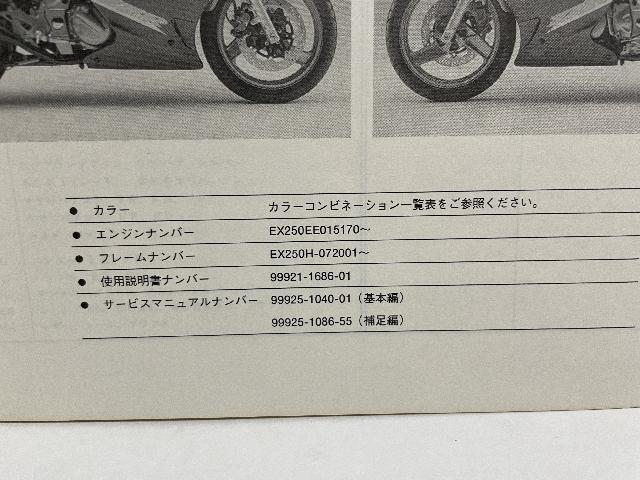 ● カラー カラーコンビネーション一覧表をご参照ください。
● エンジンナンバー EX250EE015170〜
● フレームナンバー EX250H-072001〜
● 使用説明書ナンバー 99921-1686-01
● サービスマニュアルナンバー 99925-1040-01（基本編）
99925-1086-55（補足編）